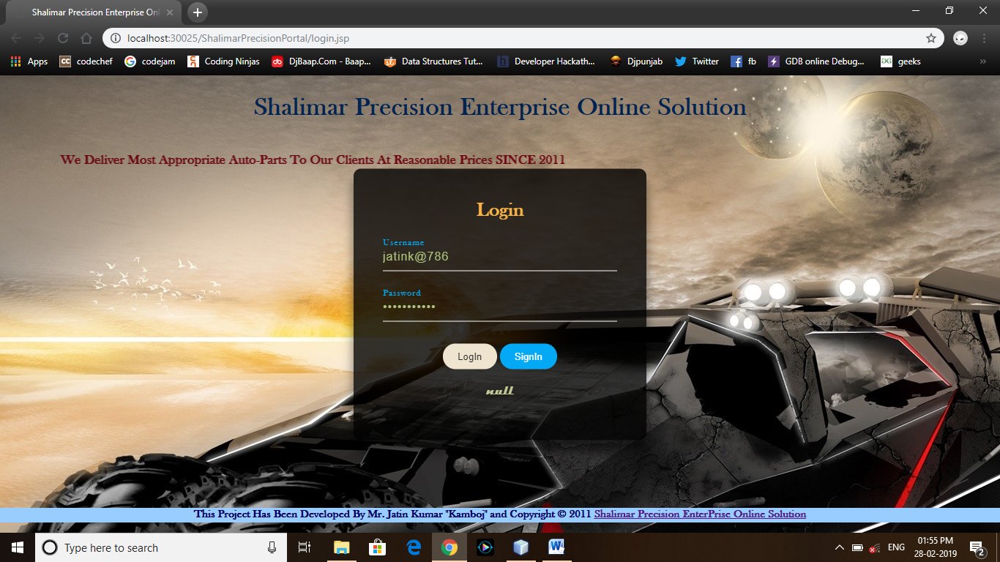 Shalimar Precision Enterprise Onl
localhost:30025/ShalimarPrecisionPortal/login.jsp
Apps codechef codejam Coding Ninjas DjBaap.Com - Baap... Data Structures Tut... Developer Hackath... Djpunjab Twitter fb GDB online Debug... geeks »
Shalimar Precision Enterprise Online Solution
We Deliver Most Appropriate Auto-Parts To Our Clients At Reasonable Prices SINCE 2011
Login
Username
jatink@786
Password
•••••••••••
LogIn SignIn
null
This Project Has Been Developed By Mr. Jatin Kumar "Kamboj" and Copyright © 2011 Shalimar Precision EnterPrise Online Solution
Type here to search
ENG
01:55 PM
28-02-2019
2